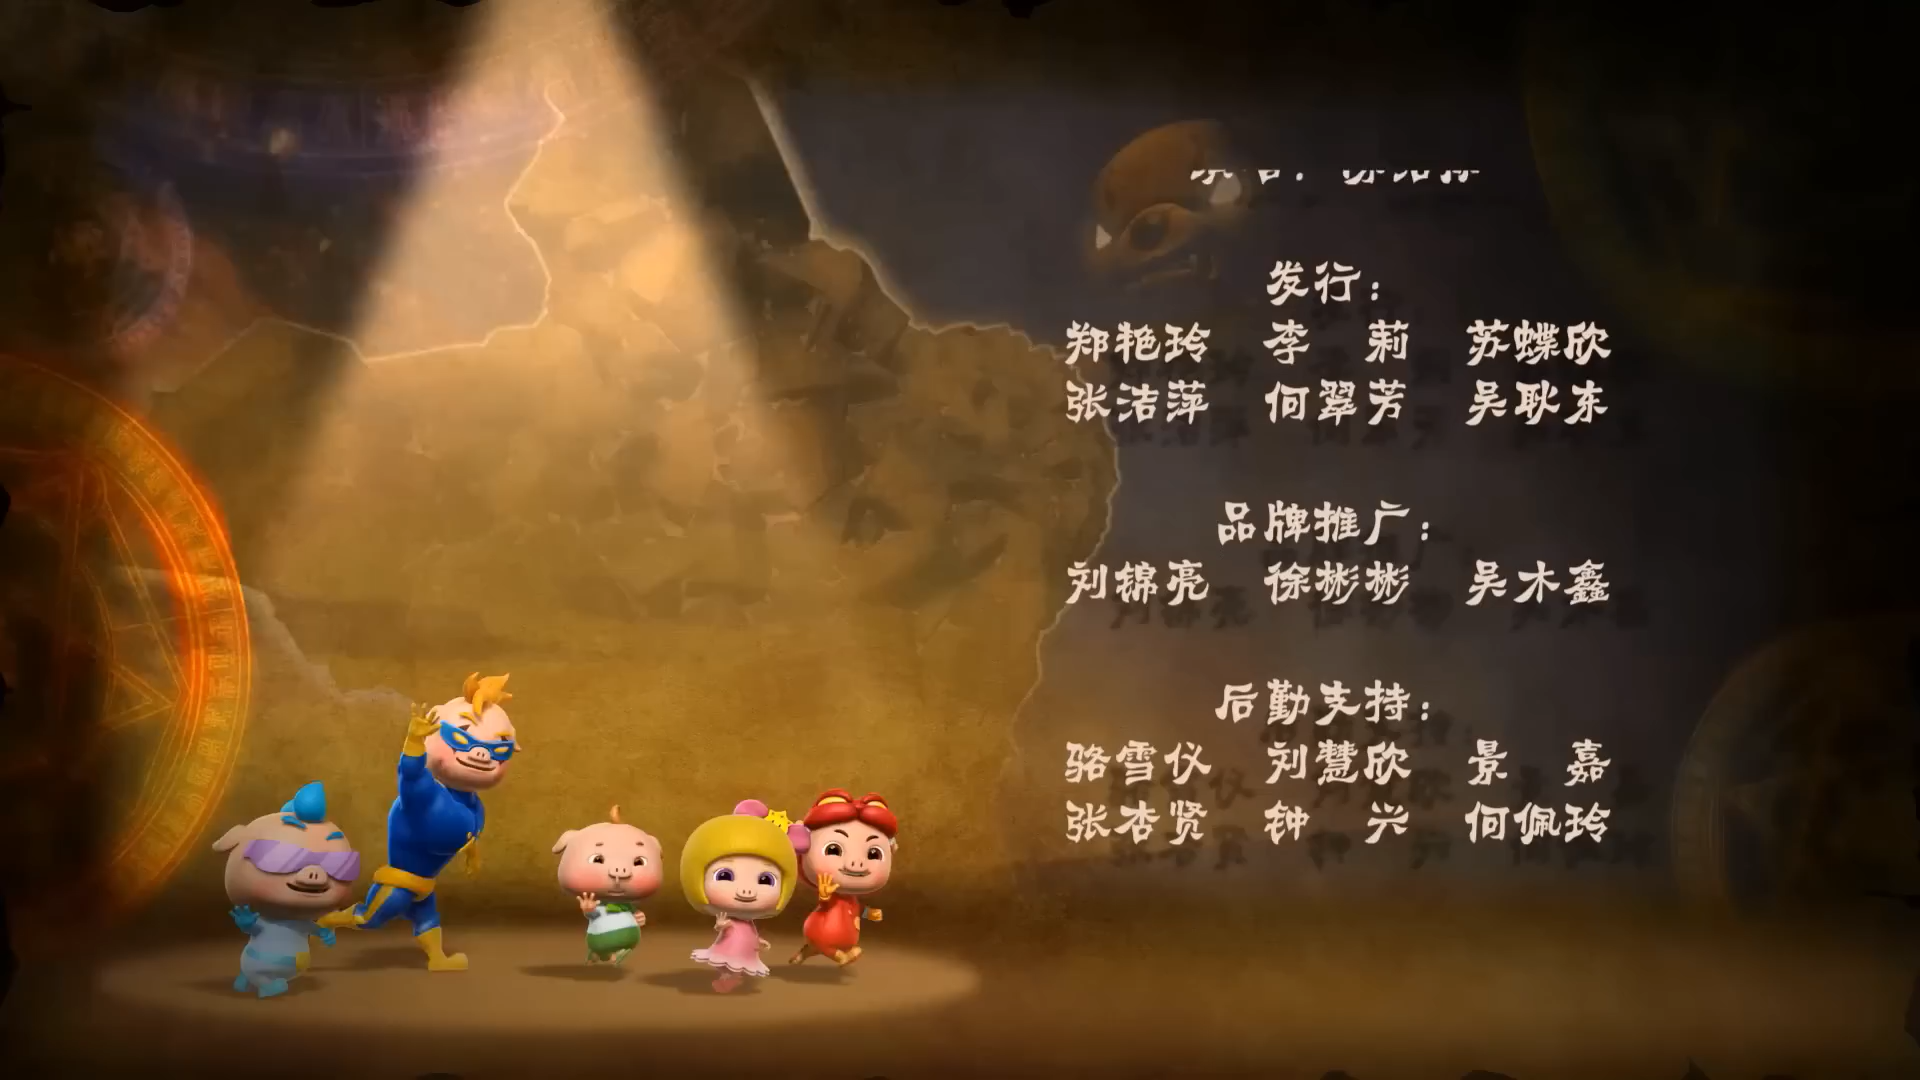 发行：
郑艳玲 李 莉 苏蝶欣
张洁萍 何翠芳 吴耿东
品牌推广：
刘锦亮 徐彬彬 吴木鑫
后勤支持：
骆雪仪 刘慧欣 景 嘉
张杏贤 钟 兴 何佩玲